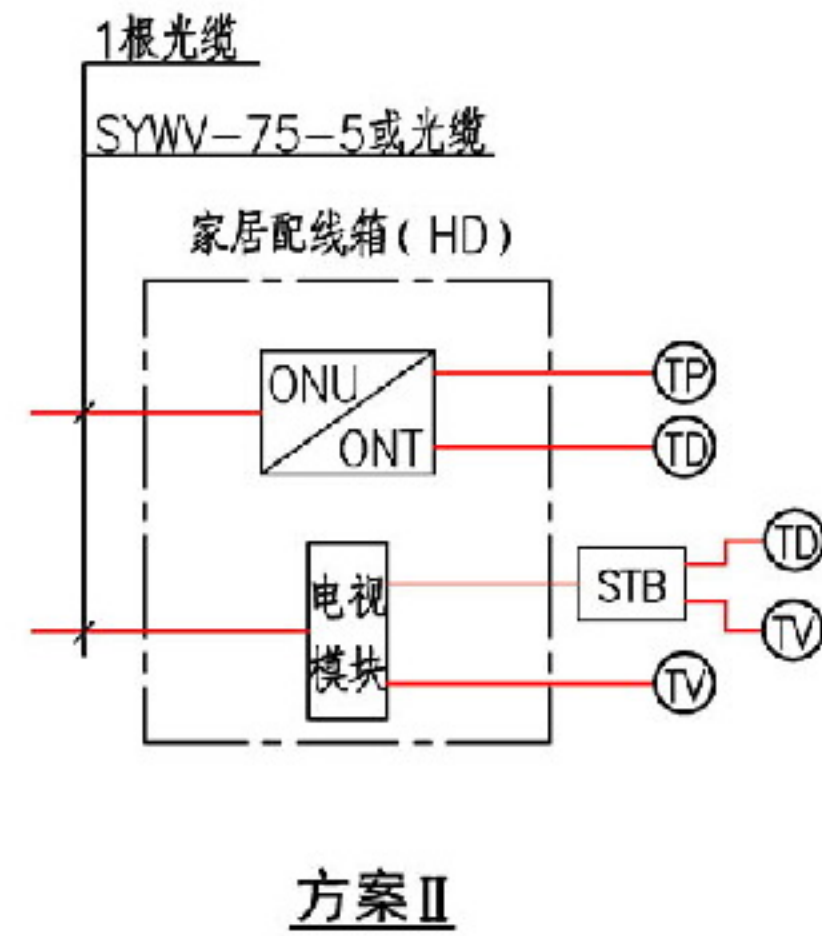 1根光缆
SYWV-75-5或光缆
家居配线箱(HD)
ONU
ONT
TP
TD
电视
模块
STB
TD
TV
TV
方案Ⅱ